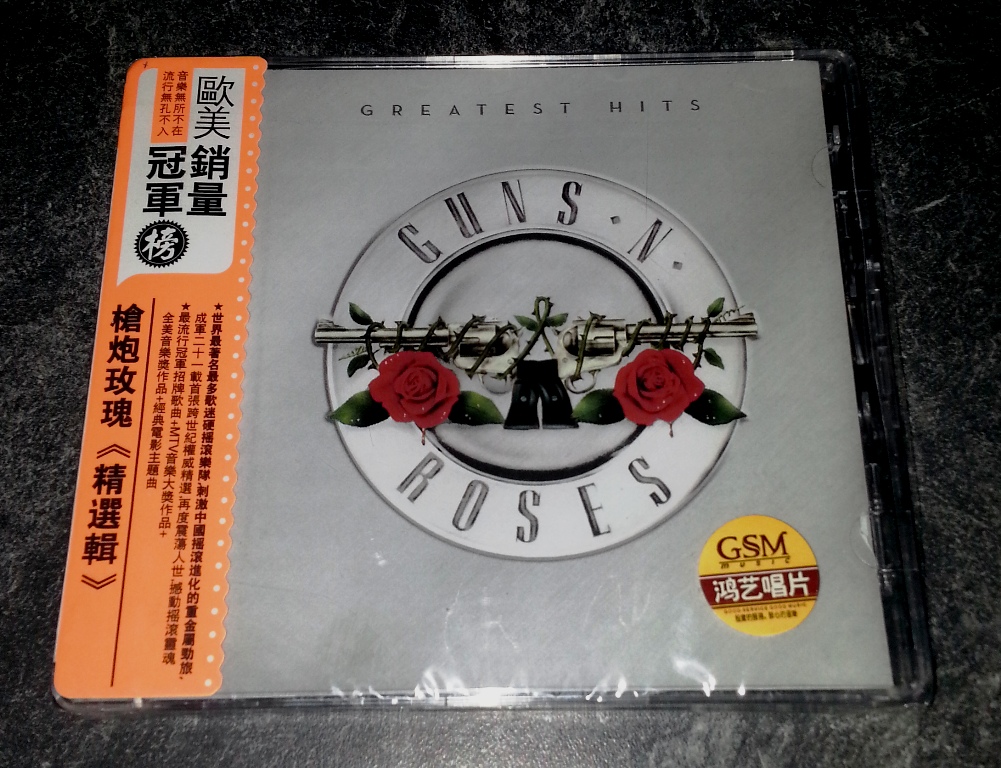 歐美
銷量
冠軍
榜
音樂無所不在
流行無孔不入
槍炮玫瑰《精選輯》
★世界最著名最多歌迷硬搖滾樂隊,刺激中國搖滾進化的重金屬勁旅,
成軍二十一載首張跨世紀權威精選,再度震蕩人世,撼動搖滾靈魂
★最流行冠軍招牌歌曲+MTV音樂大獎作品+
全美音樂獎作品+經典電影主題曲
GREATEST HITS
GUNS·N·
ROSES
GSM
MUSIC
鸿艺唱片
GOOD SERVICE GOOD MUSIC